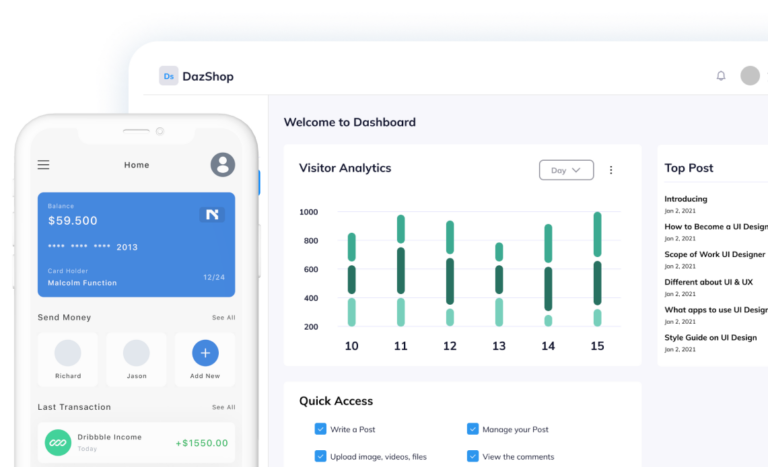 Ds DazShop
Welcome to Dashboard
Visitor Analytics
Day
1000
800
600
400
200
10 11 12 13 14 15
Top Post
Introducing
Jan 2, 2021
How to Become a UI Design
Jan 2, 2021
Scope of Work UI Designer
Jan 2, 2021
Different about UI & UX
Jan 2, 2021
What apps to use UI Desig
Jan 2, 2021
Style Guide on UI Design
Jan 2, 2021
Quick Access
Write a Post
Manage your Post
Upload image, videos, files
View the comments
Home
Balance
$59.500
**** **** **** 2013
Card Holder
Malcolm Function
12/24
Send Money
See All
Richard
Jason
Add New
Last Transaction
See All
Dribbble Income
Today
+$1550.00